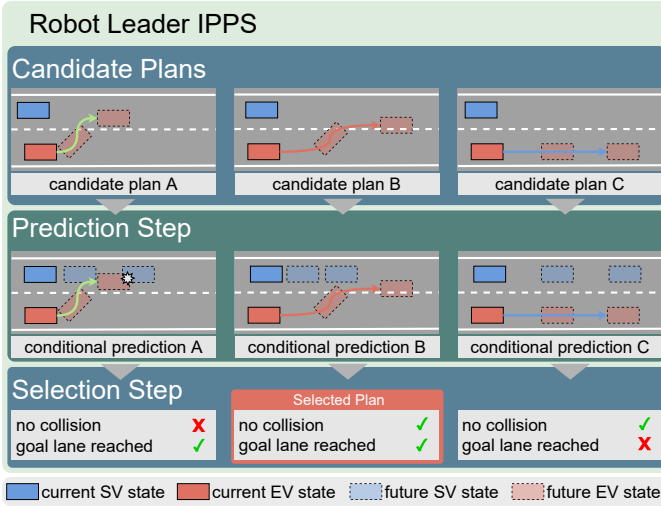 Robot Leader IPPS
Candidate Plans
candidate plan A
candidate plan B
candidate plan C
Prediction Step
conditional prediction A
conditional prediction B
conditional prediction C
Selection Step
no collision ✗
goal lane reached ✓
Selected Plan
no collision ✓
goal lane reached ✓
no collision ✓
goal lane reached ✗
current SV state current EV state future SV state future EV state